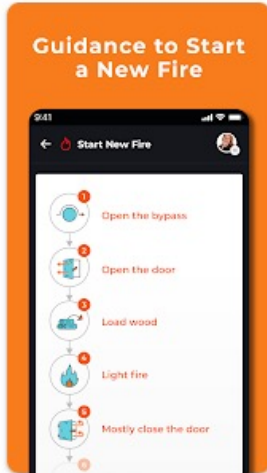 Guidance to Start
a New Fire
9:41
Start New Fire
1
Open the bypass
2
Open the door
3
Load wood
4
Light fire
5
Mostly close the door
6